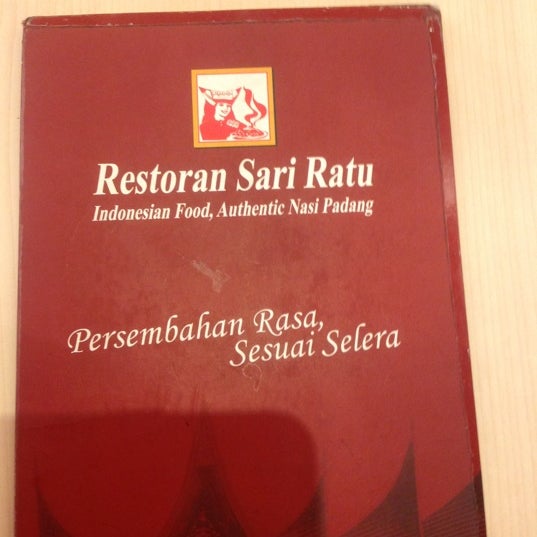 Restoran Sari Ratu
Indonesian Food, Authentic Nasi Padang
Persembahan Rasa,
Sesuai Selera